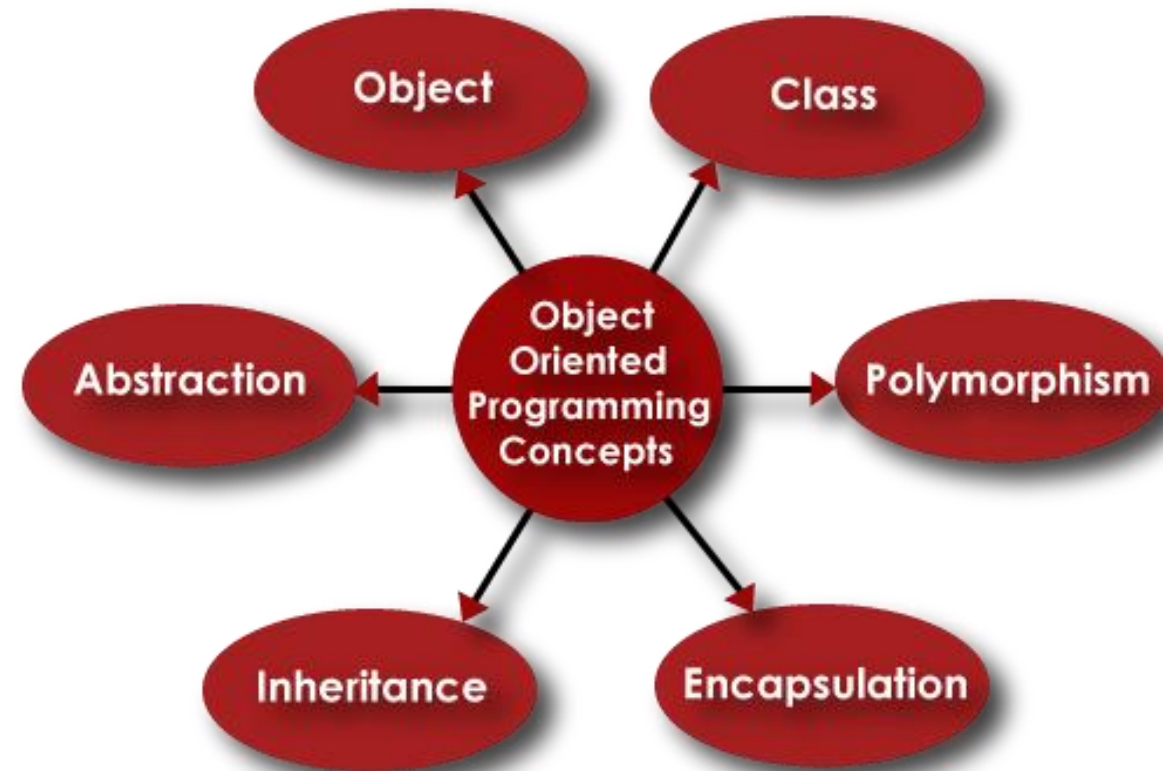 Object
Class
Object
Oriented
Programming
Concepts
Abstraction
Polymorphism
Inheritance
Encapsulation